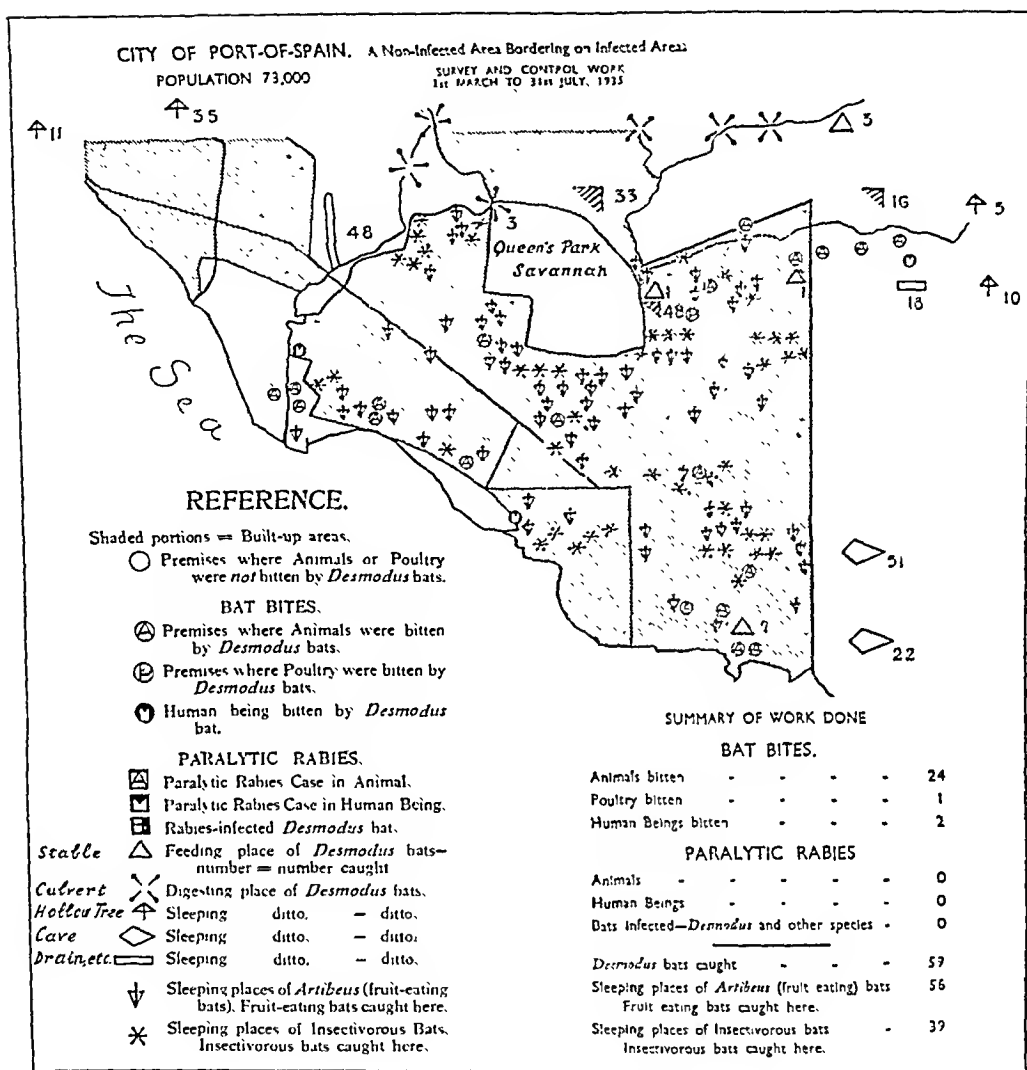 CITY OF PORT-OF-SPAIN. A Non-Infected Area Bordering on Infected Areas
POPULATION 73,000
SURVEY AND CONTROL WORK
1st MARCH TO 31st JULY, 1935
11
35
3
33
16
5
48
3
Queen's Park
Savannah
1
1
18
10
48
The Sea
7
51
7
22
REFERENCE.
Shaded portions = Built-up areas.
Premises where Animals or Poultry
were not bitten by Desmodus bats.
BAT BITES.
Premises where Animals were bitten
by Desmodus bats.
Premises where Poultry were bitten by
Desmodus bats.
Human being bitten by Desmodus
bat.
PARALYTIC RABIES.
Paralytic Rabies Case in Animal.
Paralytic Rabies Case in Human Being.
Rabies-infected Desmodus bat.
Stable Feeding place of Desmodus bats—
number = number caught
Culvert Digesting place of Desmodus bats.
Hollow Tree Sleeping ditto. — ditto.
Cave Sleeping ditto. — ditto.
Drain, etc. Sleeping ditto. — ditto.
Sleeping places of Artibeus (fruit-eating
bats). Fruit-eating bats caught here.
Sleeping places of Insectivorous Bats.
Insectivorous bats caught here.
SUMMARY OF WORK DONE
BAT BITES.
Animals bitten - - - - 24
Poultry bitten - - - - 1
Human Beings bitten - - - - 2
PARALYTIC RABIES
Animals - - - - - 0
Human Beings - - - - 0
Bats Infected—Desmodus and other species - 0
Desmodus bats caught - - - 57
Sleeping places of Artibeus (fruit eating) bats 56
Fruit eating bats caught here.
Sleeping places of Insectivorous bats - 39
Insectivorous bats caught here.